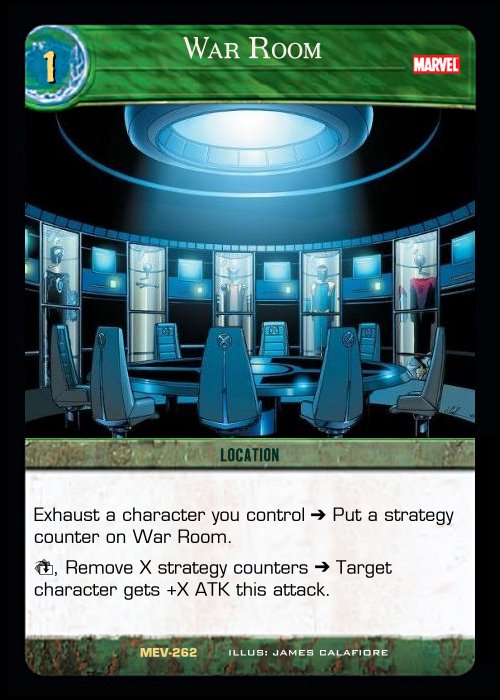 War Room
1
MARVEL
LOCATION
Exhaust a character you control ➔ Put a strategy
counter on War Room.
, Remove X strategy counters ➔ Target
character gets +X ATK this attack.
MEV-262 ILLUS: JAMES CALAFIORE